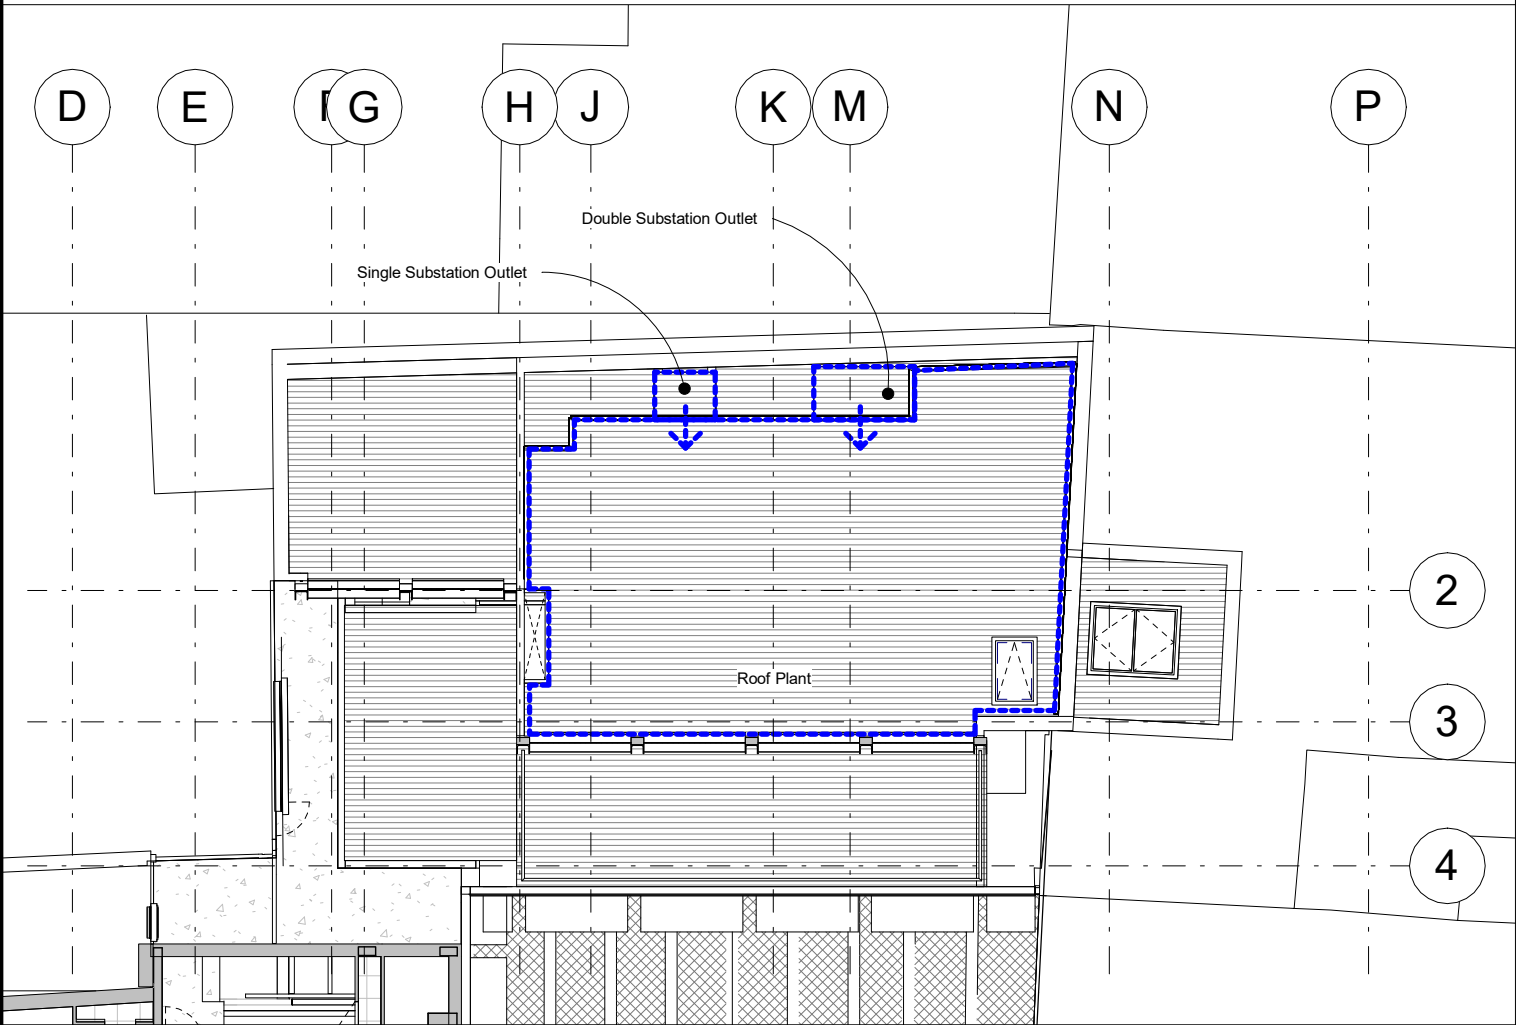 D E F G H J K M N P
Double Substation Outlet
Single Substation Outlet
2
Roof Plant
3
4